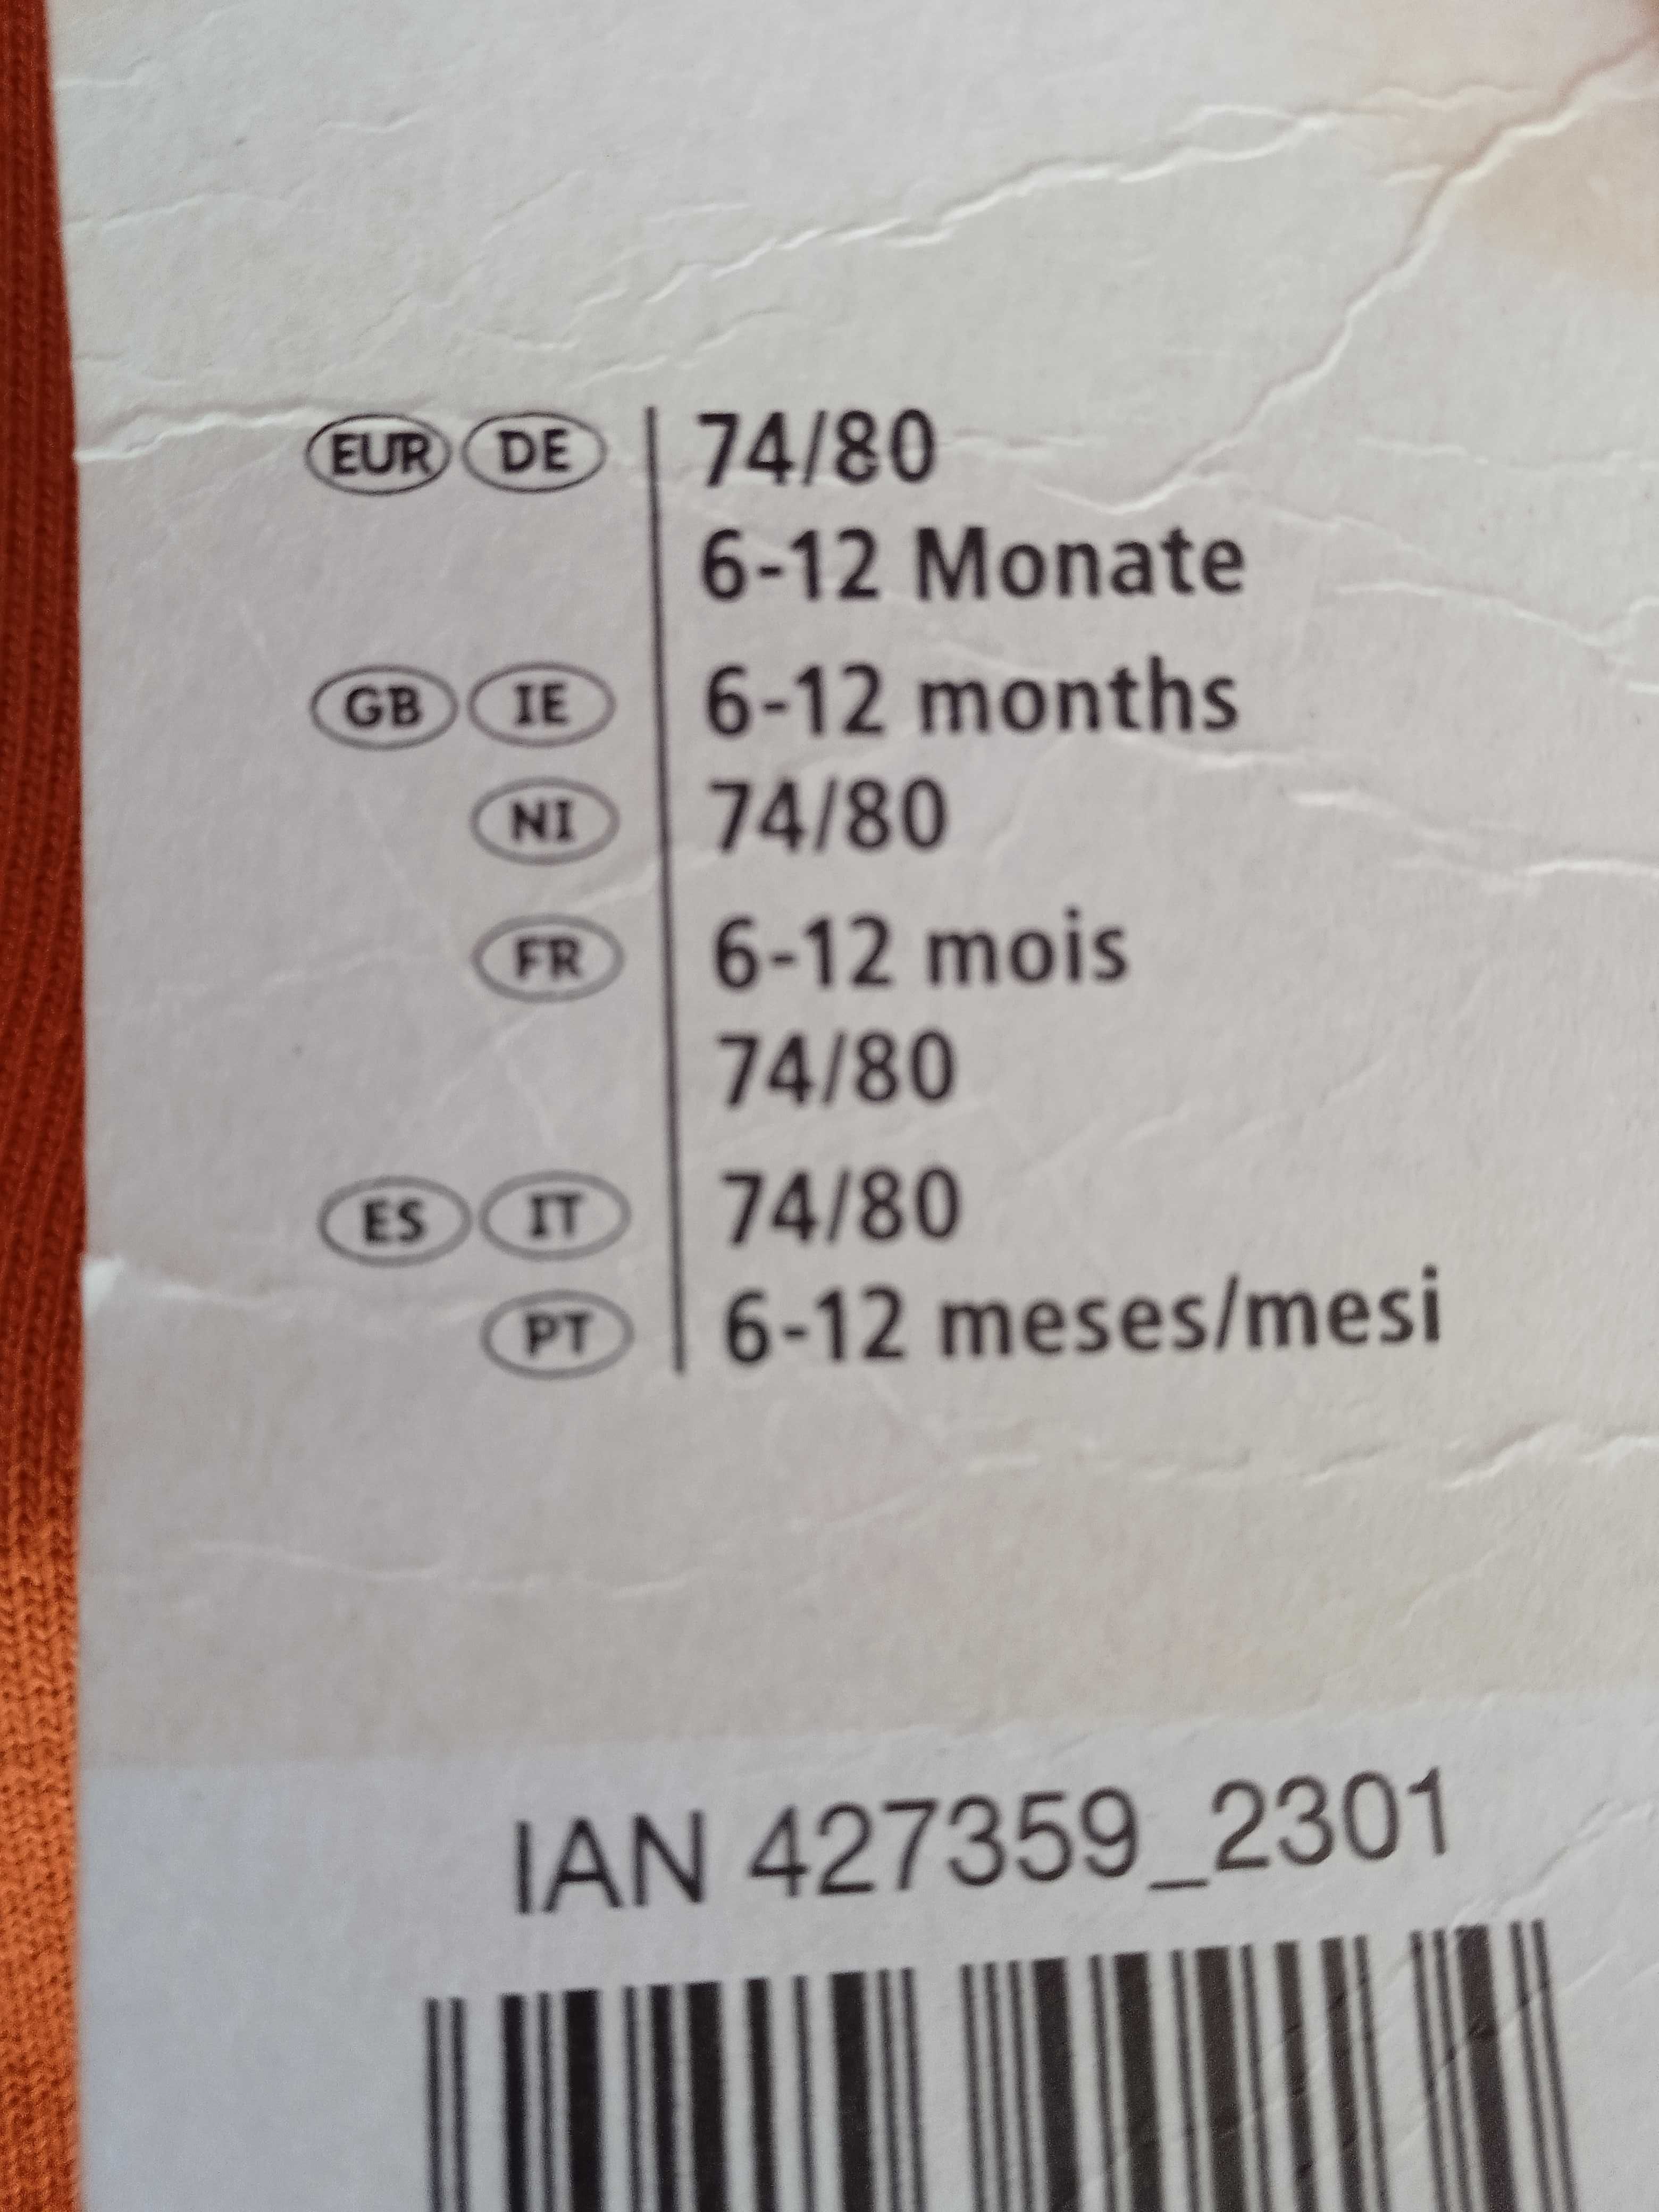 EUR DE 74/80
6-12 Monate
GB IE 6-12 months
NI 74/80
FR 6-12 mois
74/80
ES IT 74/80
PT 6-12 meses/mesi
IAN 427359_2301